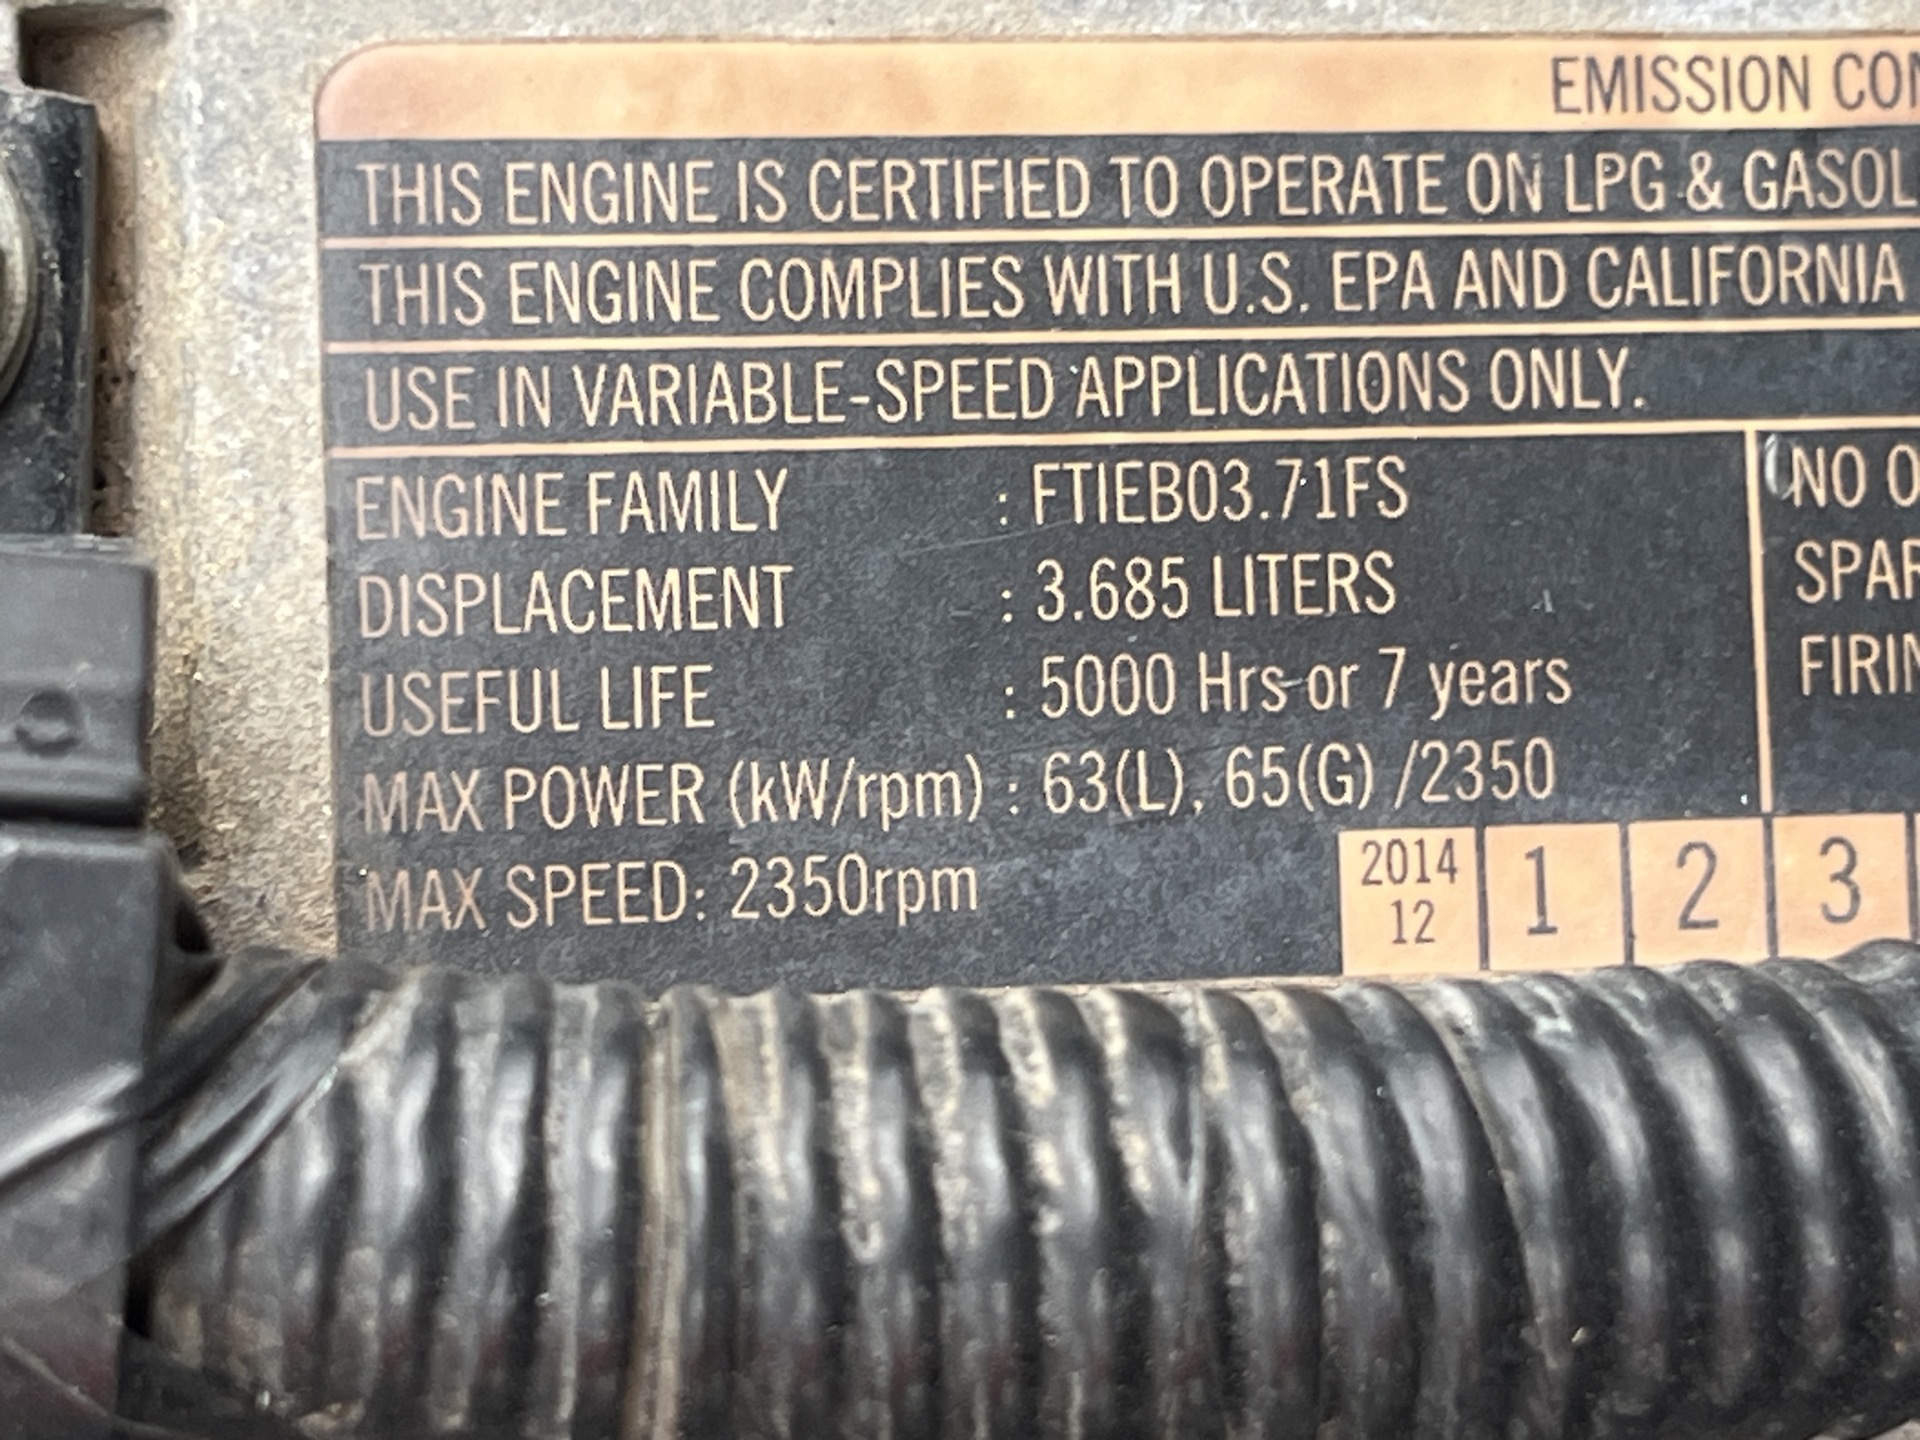 EMISSION CON
THIS ENGINE IS CERTIFIED TO OPERATE ON LPG & GASOL
THIS ENGINE COMPLIES WITH U.S. EPA AND CALIFORNIA
USE IN VARIABLE-SPEED APPLICATIONS ONLY.
ENGINE FAMILY : FTIEB03.71FS
DISPLACEMENT : 3.685 LITERS
USEFUL LIFE : 5000 Hrs or 7 years
MAX POWER (kW/rpm) : 63(L), 65(G) /2350
MAX SPEED: 2350rpm
NO O
SPAR
FIRIN
2014
12
1 2 3